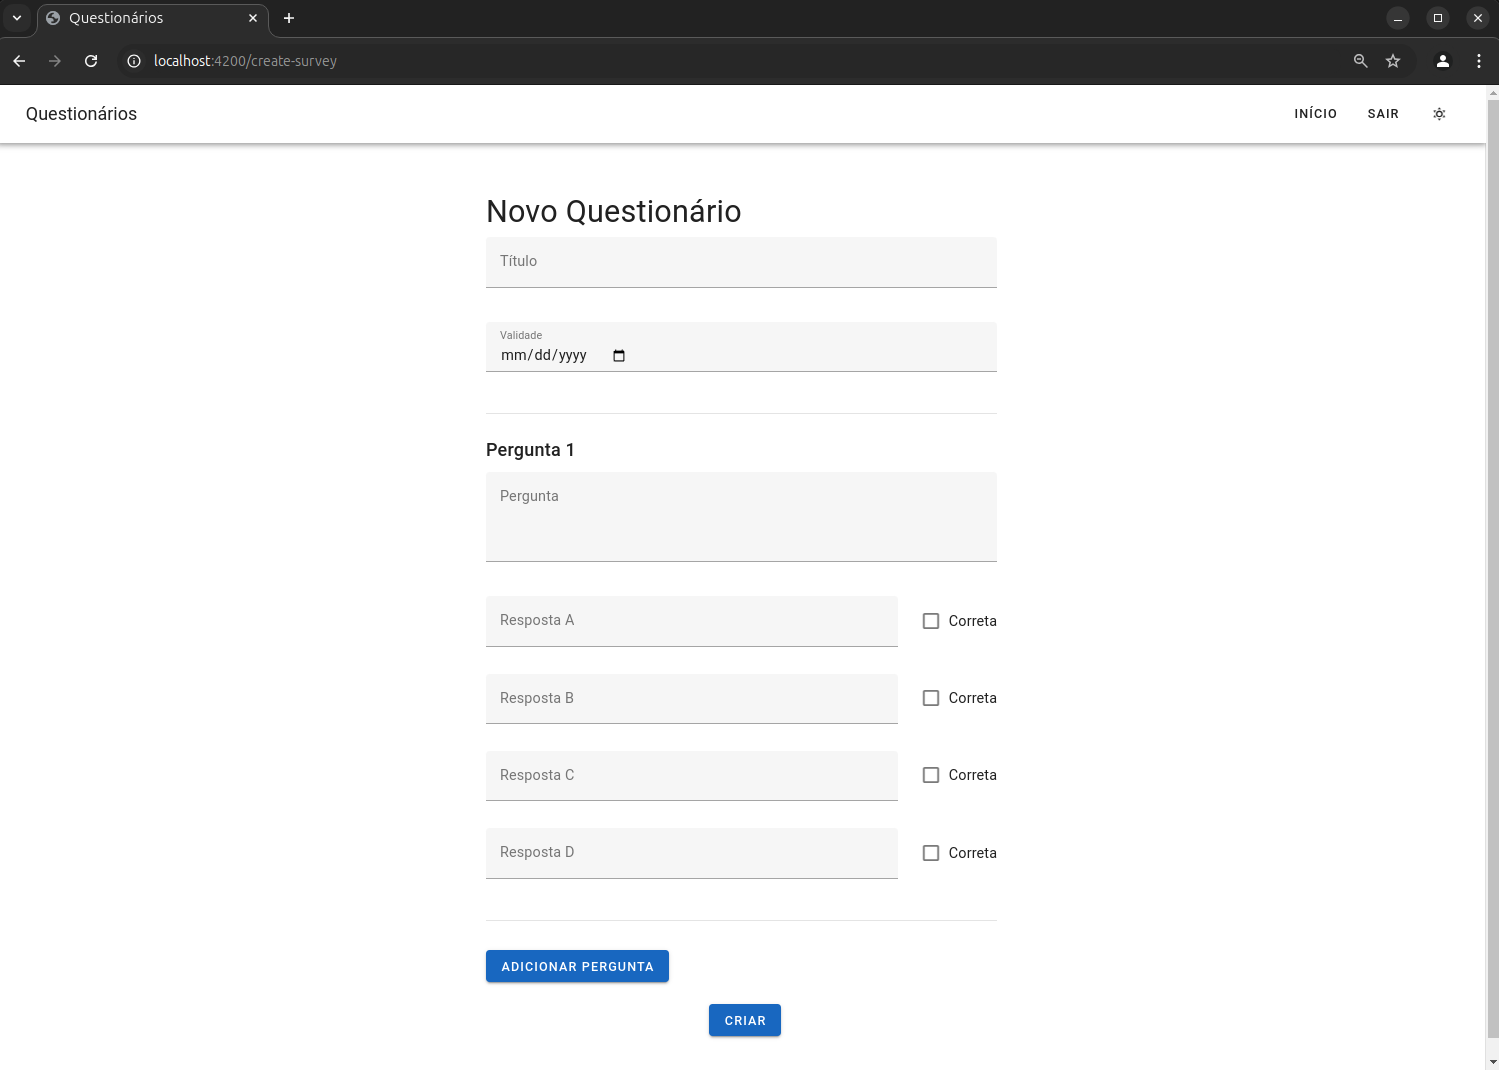 Questionários
localhost:4200/create-survey
Questionários
INÍCIO
SAIR
Novo Questionário
Título
Validade
mm/dd/yyyy
Pergunta 1
Pergunta
Resposta A
Correta
Resposta B
Correta
Resposta C
Correta
Resposta D
Correta
ADICIONAR PERGUNTA
CRIAR